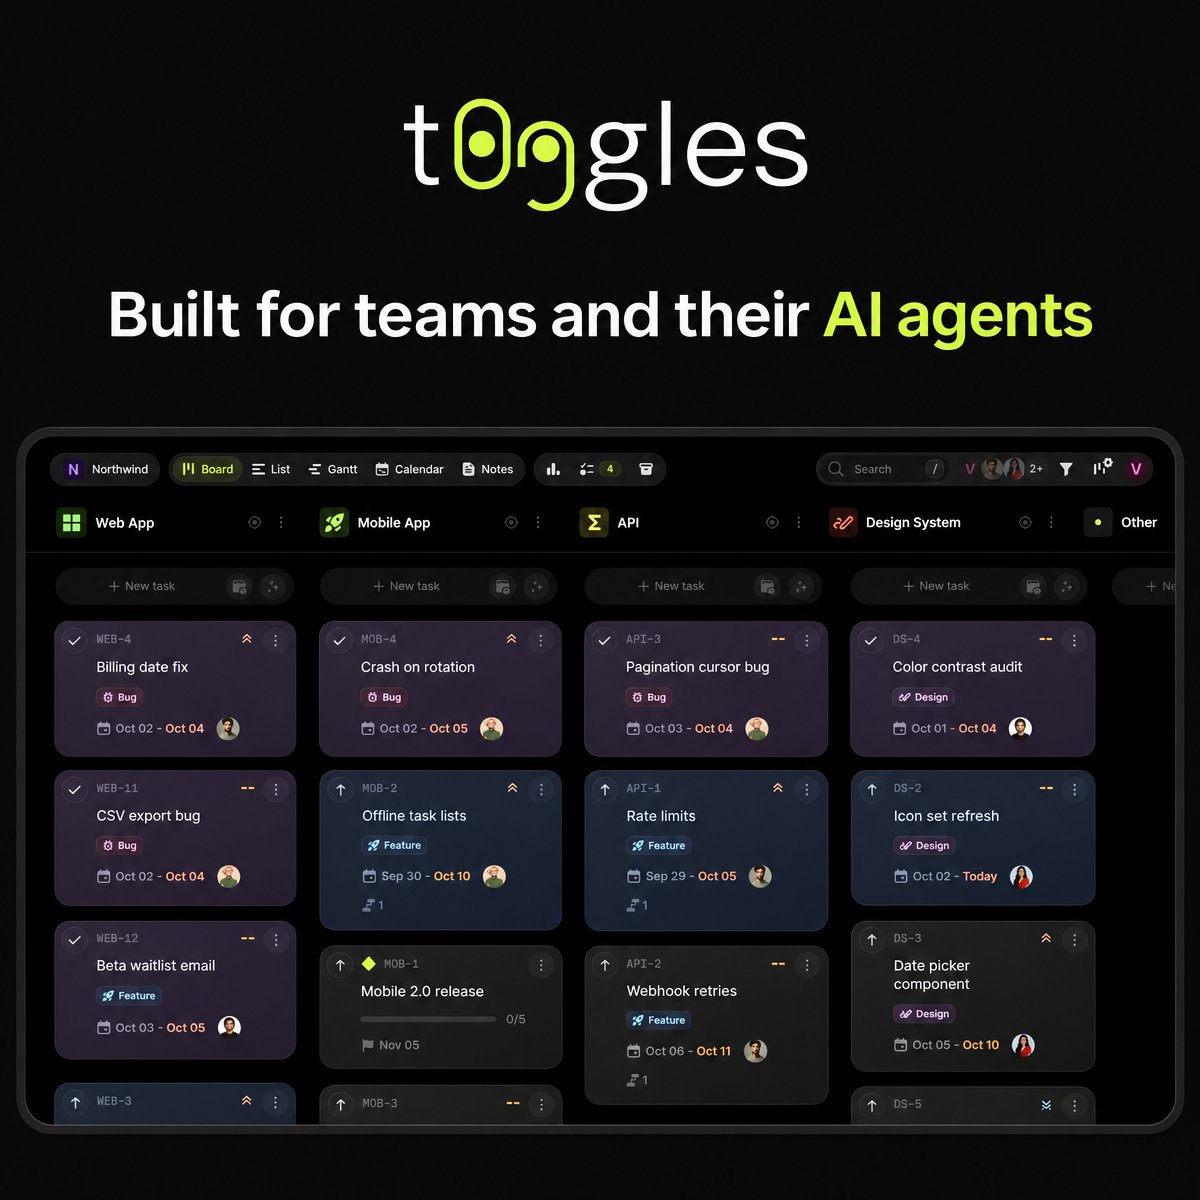 toggles
Built for teams and their AI agents
N Northwind Board List Gantt Calendar Notes 4 Search / V 2+ V
Web App Mobile App API Design System Other
+ New task + New task + New task + New task + Ne
WEB-4
Billing date fix
Bug
Oct 02 - Oct 04
WEB-11
CSV export bug
Bug
Oct 02 - Oct 04
WEB-12
Beta waitlist email
Feature
Oct 03 - Oct 05
WEB-3
MOB-4
Crash on rotation
Bug
Oct 02 - Oct 05
MOB-2
Offline task lists
Feature
Sep 30 - Oct 10
1
MOB-1
Mobile 2.0 release
0/5
Nov 05
MOB-3
API-3
Pagination cursor bug
Bug
Oct 03 - Oct 04
API-1
Rate limits
Feature
Sep 29 - Oct 05
1
API-2
Webhook retries
Feature
Oct 06 - Oct 11
1
DS-4
Color contrast audit
Design
Oct 01 - Oct 04
DS-2
Icon set refresh
Design
Oct 02 - Today
DS-3
Date picker
component
Design
Oct 05 - Oct 10
DS-5